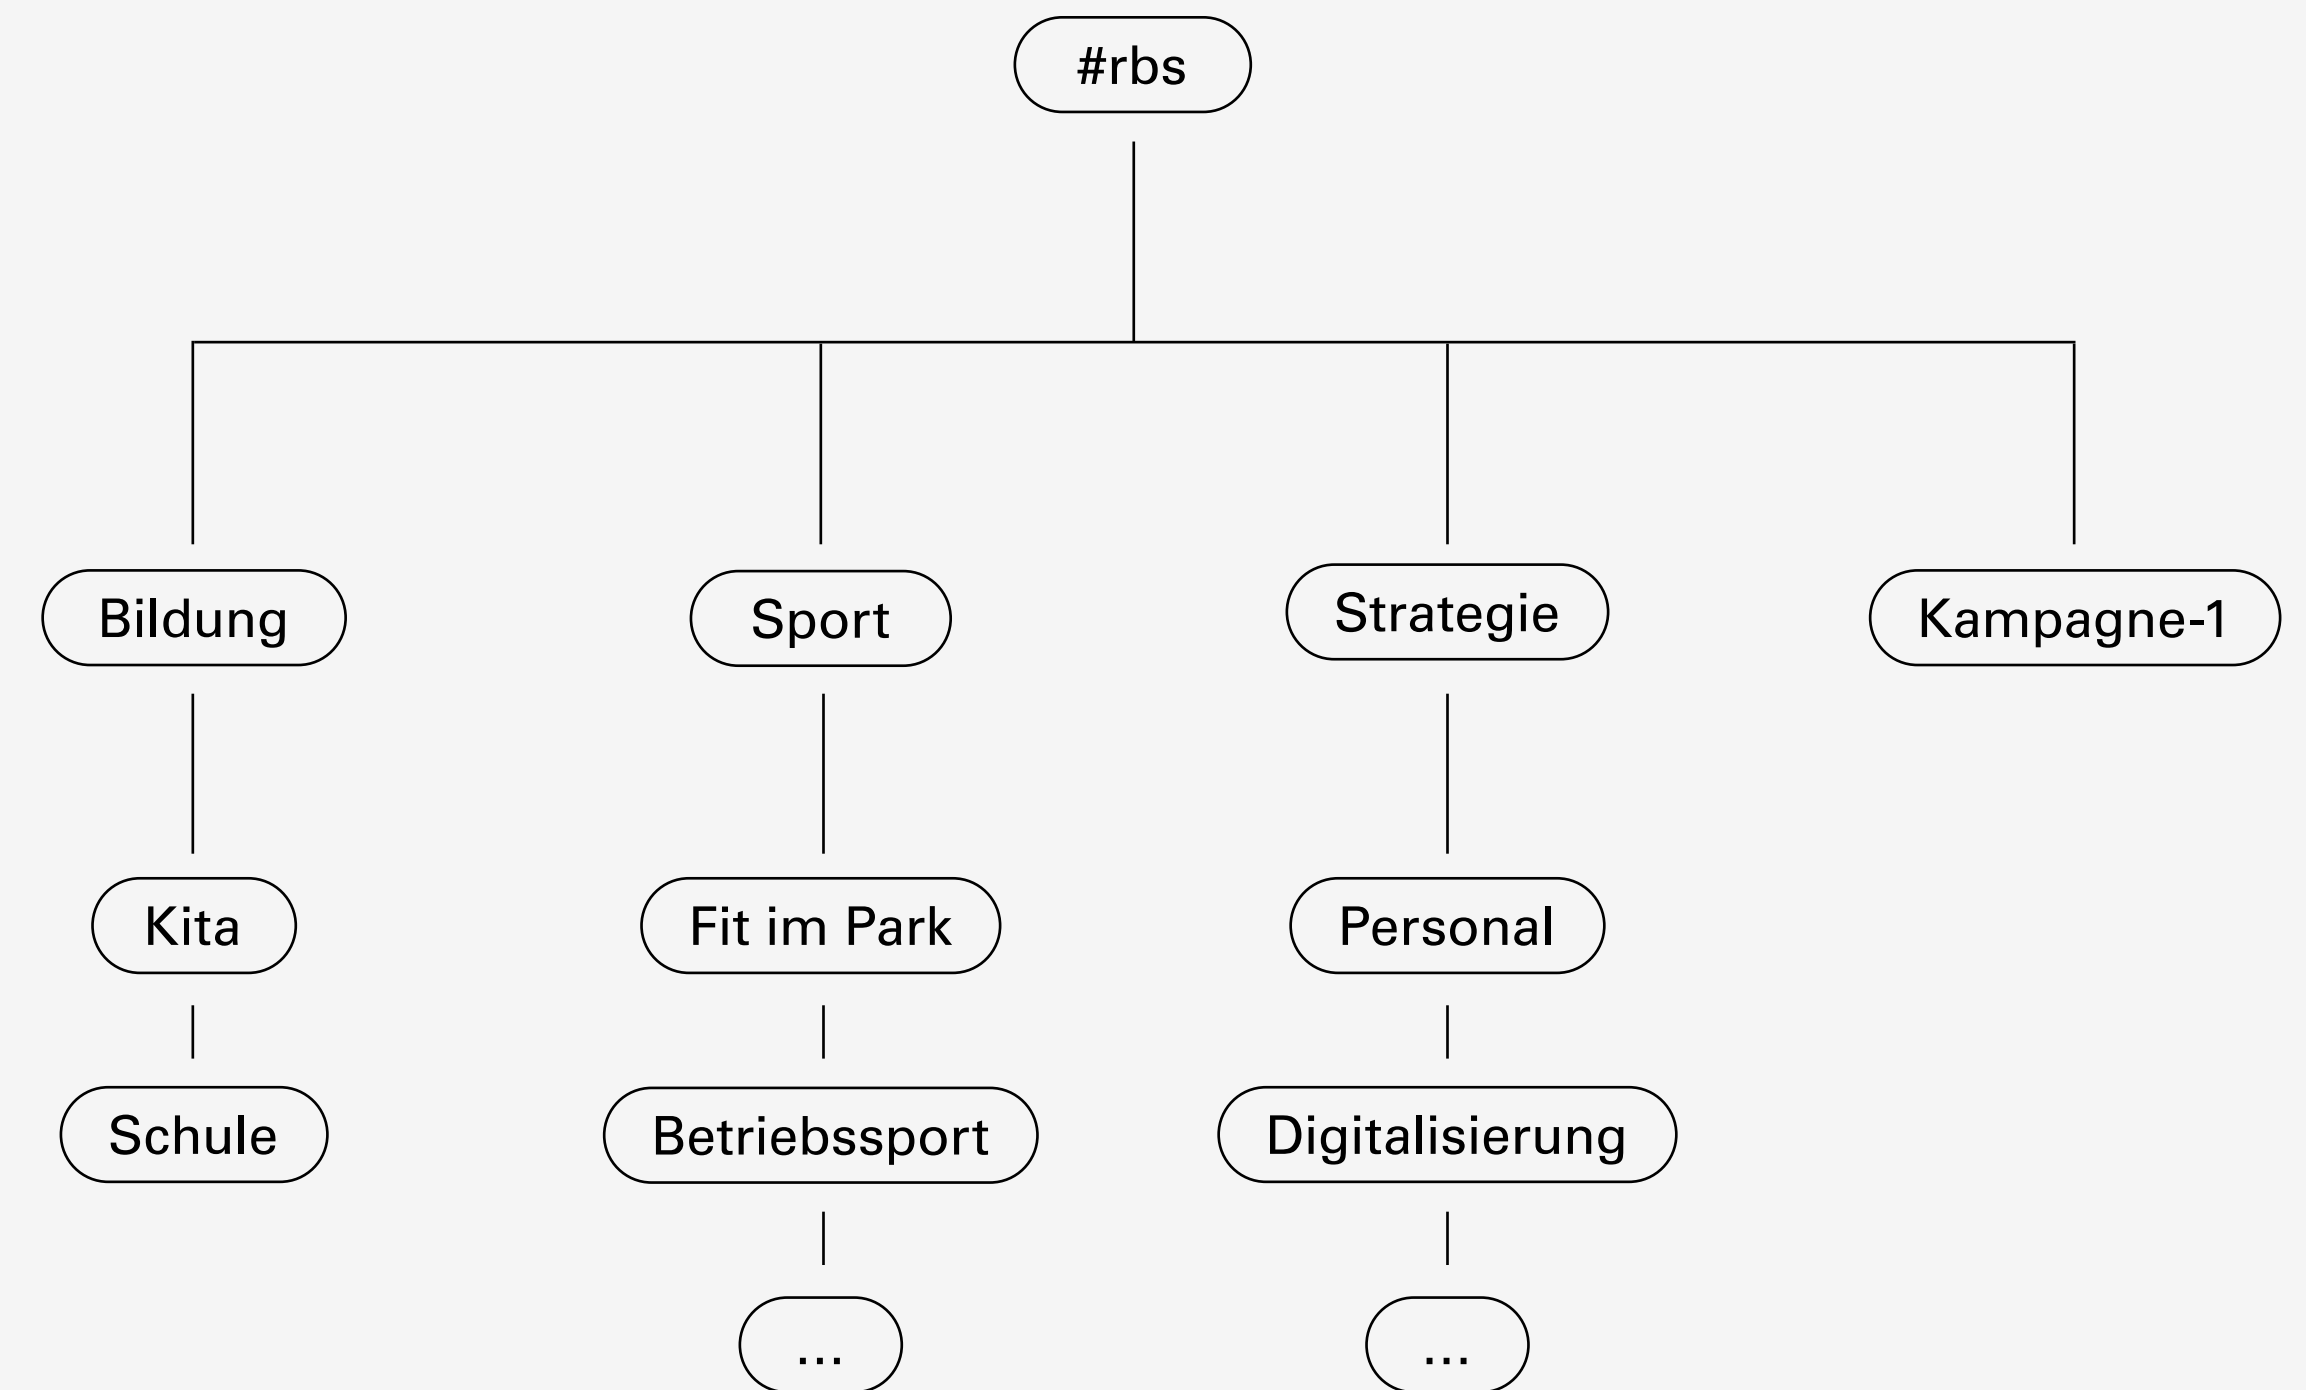 #rbs
Bildung
Sport
Strategie
Kampagne-1
Kita
Fit im Park
Personal
Schule
Betriebssport
Digitalisierung
...
...